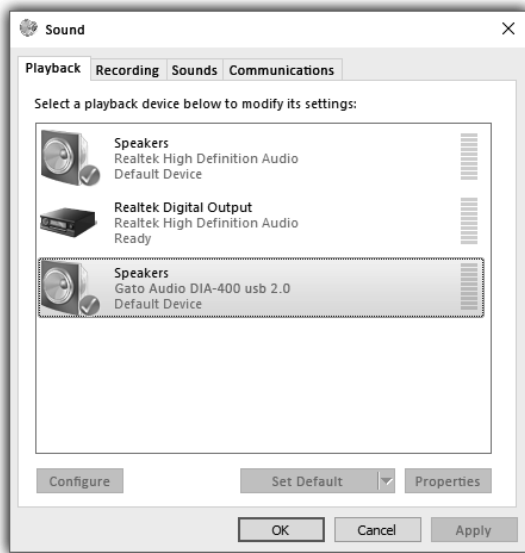 Sound
Playback Recording Sounds Communications
Select a playback device below to modify its settings:
Speakers
Realtek High Definition Audio
Default Device
Realtek Digital Output
Realtek High Definition Audio
Ready
Speakers
Gato Audio DIA-400 usb 2.0
Default Device
Configure Set Default Properties
OK Cancel Apply